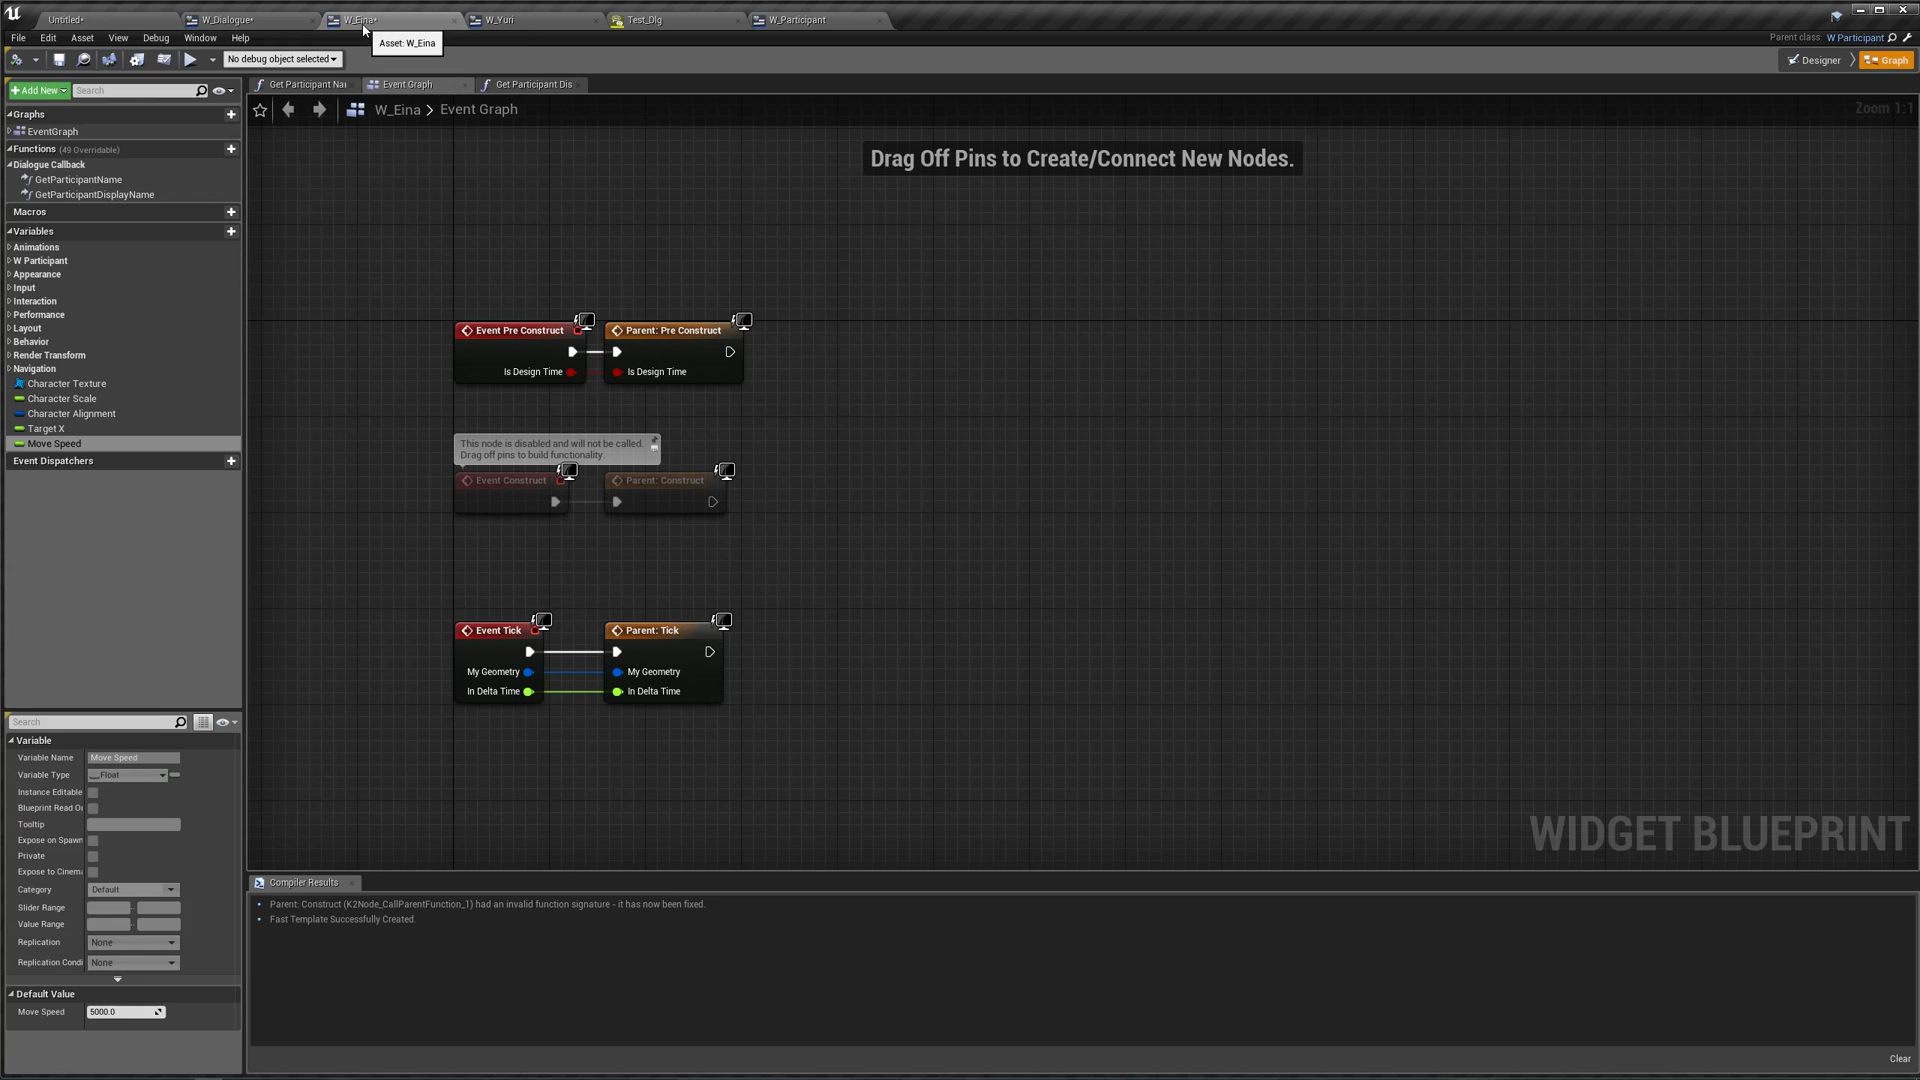 Untitled*
W_Dialogue*
W_Eina*
W_Yuri
Test_Dlg
W_Participant
File Edit Asset View Debug Window Help
Asset: W_Eina
Parent class: W Participant
No debug object selected
Designer
Graph
Add New
Search
Get Participant Nai
Event Graph
Get Participant Dis
Graphs
EventGraph
Functions (49 Overridable)
Dialogue Callback
GetParticipantName
GetParticipantDisplayName
Macros
Variables
Animations
W Participant
Appearance
Input
Interaction
Performance
Layout
Behavior
Render Transform
Navigation
Character Texture
Character Scale
Character Alignment
Target X
Move Speed
Event Dispatchers
W_Eina > Event Graph
Zoom 1:1
Drag Off Pins to Create/Connect New Nodes.
Event Pre Construct
Is Design Time
Parent: Pre Construct
Is Design Time
This node is disabled and will not be called.
Drag off pins to build functionality.
Event Construct
Parent: Construct
Event Tick
My Geometry
In Delta Time
Parent: Tick
My Geometry
In Delta Time
WIDGET BLUEPRINT
Search
Variable
Variable Name Move Speed
Variable Type Float
Instance Editable
Blueprint Read O
Tooltip
Expose on Spawn
Private
Expose to Cinem
Category Default
Slider Range
Value Range
Replication None
Replication Condi None
Default Value
Move Speed 5000.0
Compiler Results
Parent: Construct (K2Node_CallParentFunction_1) had an invalid function signature - it has now been fixed.
Fast Template Successfully Created.
Clear